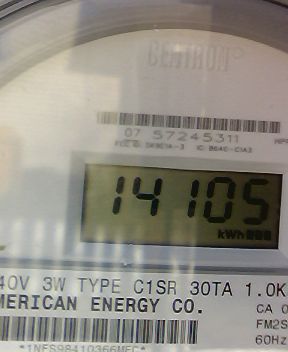 CENTRON®
07 57245311
14105
kWh
40V 3W TYPE C1SR 30TA 1.0K
MERICAN ENERGY CO.
CA 0
FM2S
60Hz